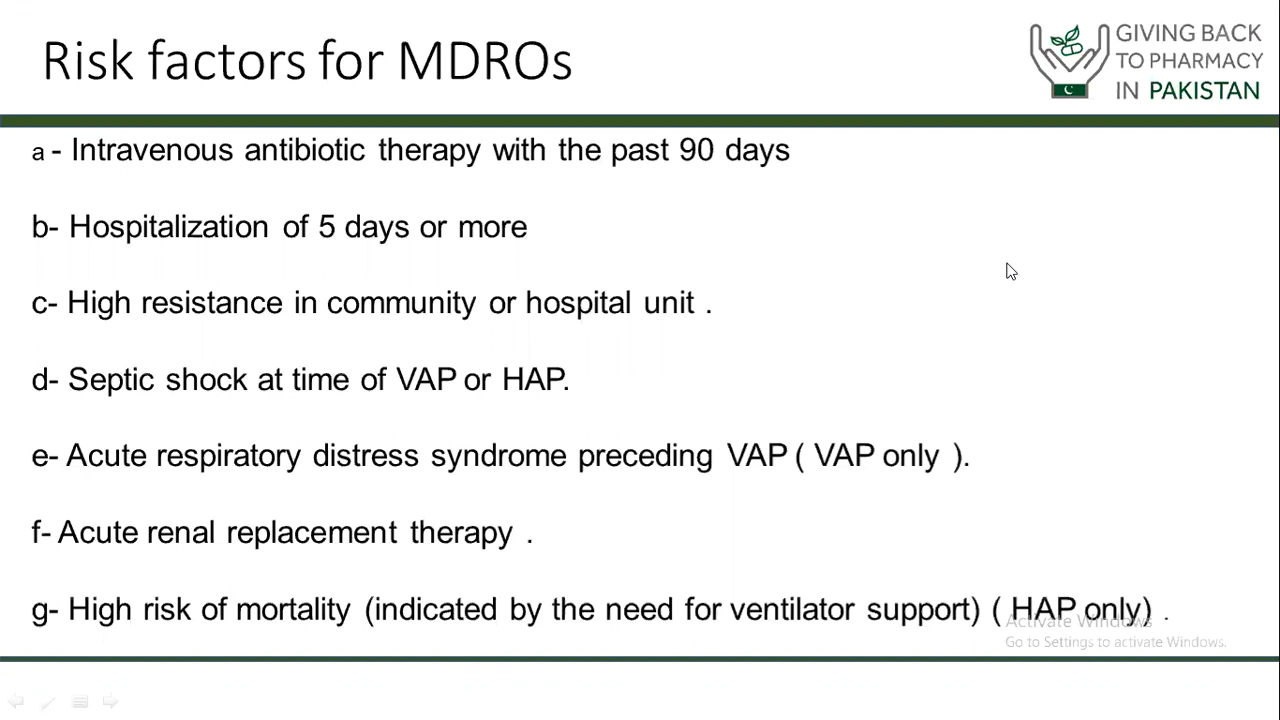 Risk factors for MDROs
GIVING BACK
TO PHARMACY
IN PAKISTAN
a - Intravenous antibiotic therapy with the past 90 days
b- Hospitalization of 5 days or more
c- High resistance in community or hospital unit .
d- Septic shock at time of VAP or HAP.
e- Acute respiratory distress syndrome preceding VAP ( VAP only ).
f- Acute renal replacement therapy .
g- High risk of mortality (indicated by the need for ventilator support) ( HAP only) .
Activate Windows
Go to Settings to activate Windows.